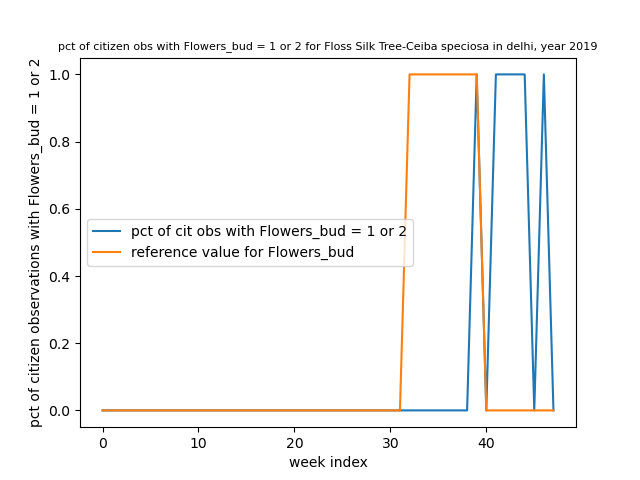 pct of citizen obs with Flowers_bud = 1 or 2 for Floss Silk Tree-Ceiba speciosa in delhi, year 2019
pct of citizen observations with Flowers_bud = 1 or 2
1.0
0.8
0.6
0.4
0.2
0.0
pct of cit obs with Flowers_bud = 1 or 2
reference value for Flowers_bud
0 10 20 30 40
week index